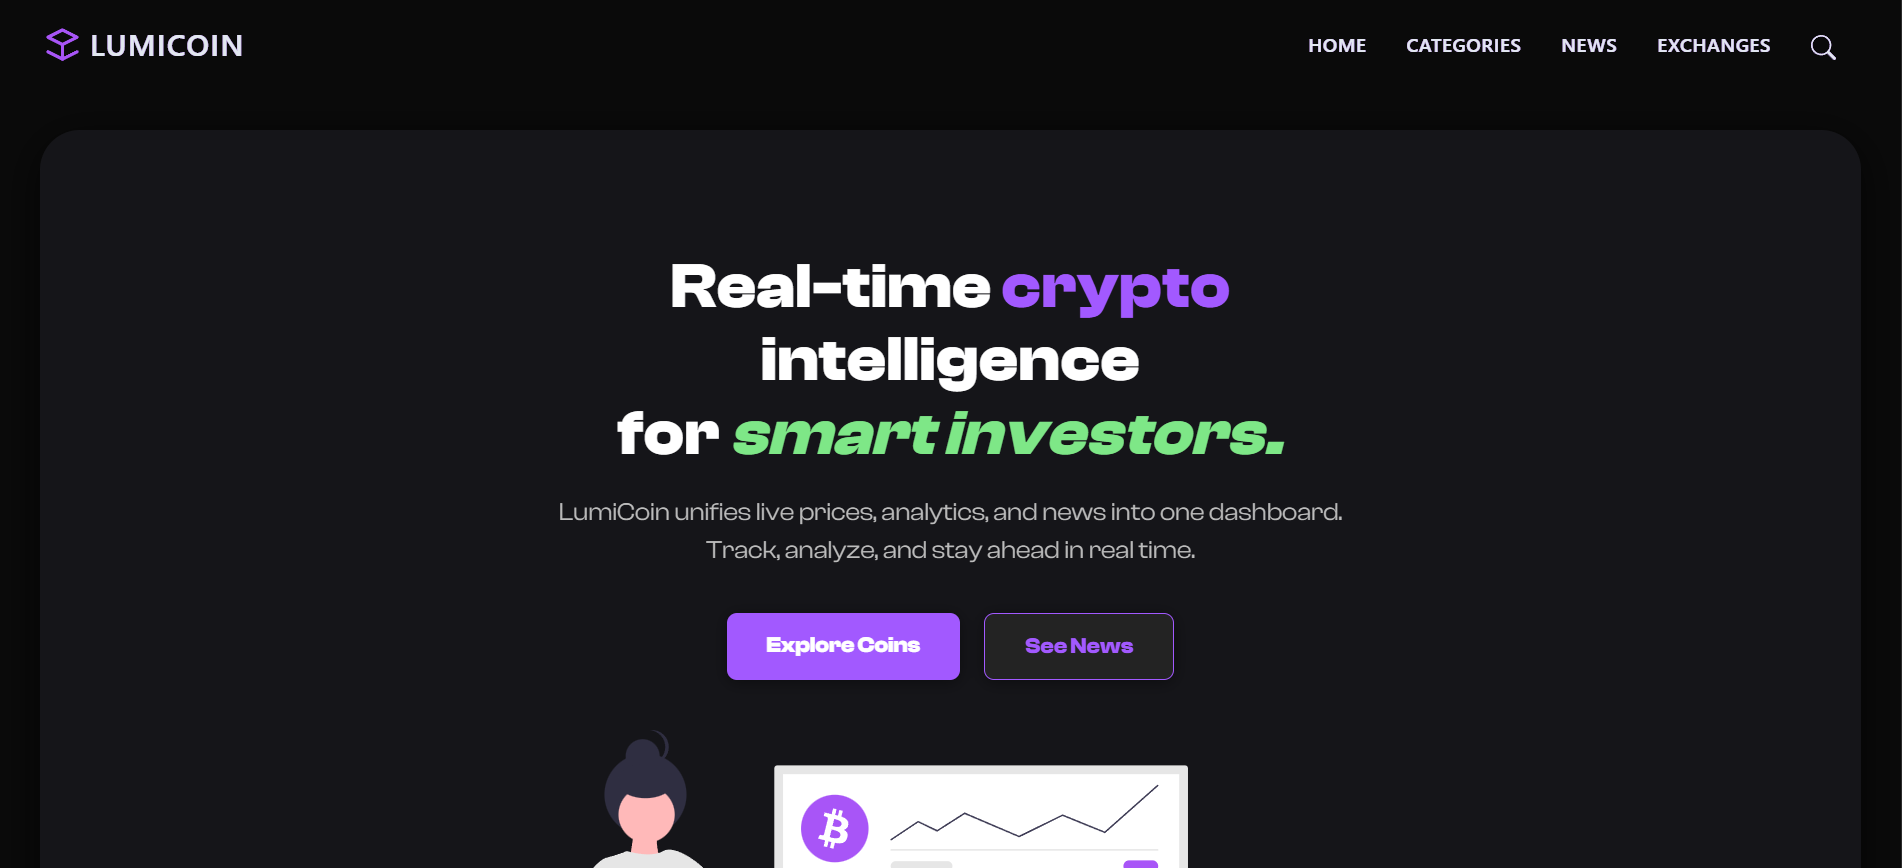 LUMICOIN
HOME CATEGORIES NEWS EXCHANGES
Real-time crypto
intelligence
for smart investors.
LumiCoin unifies live prices, analytics, and news into one dashboard.
Track, analyze, and stay ahead in real time.
Explore Coins See News